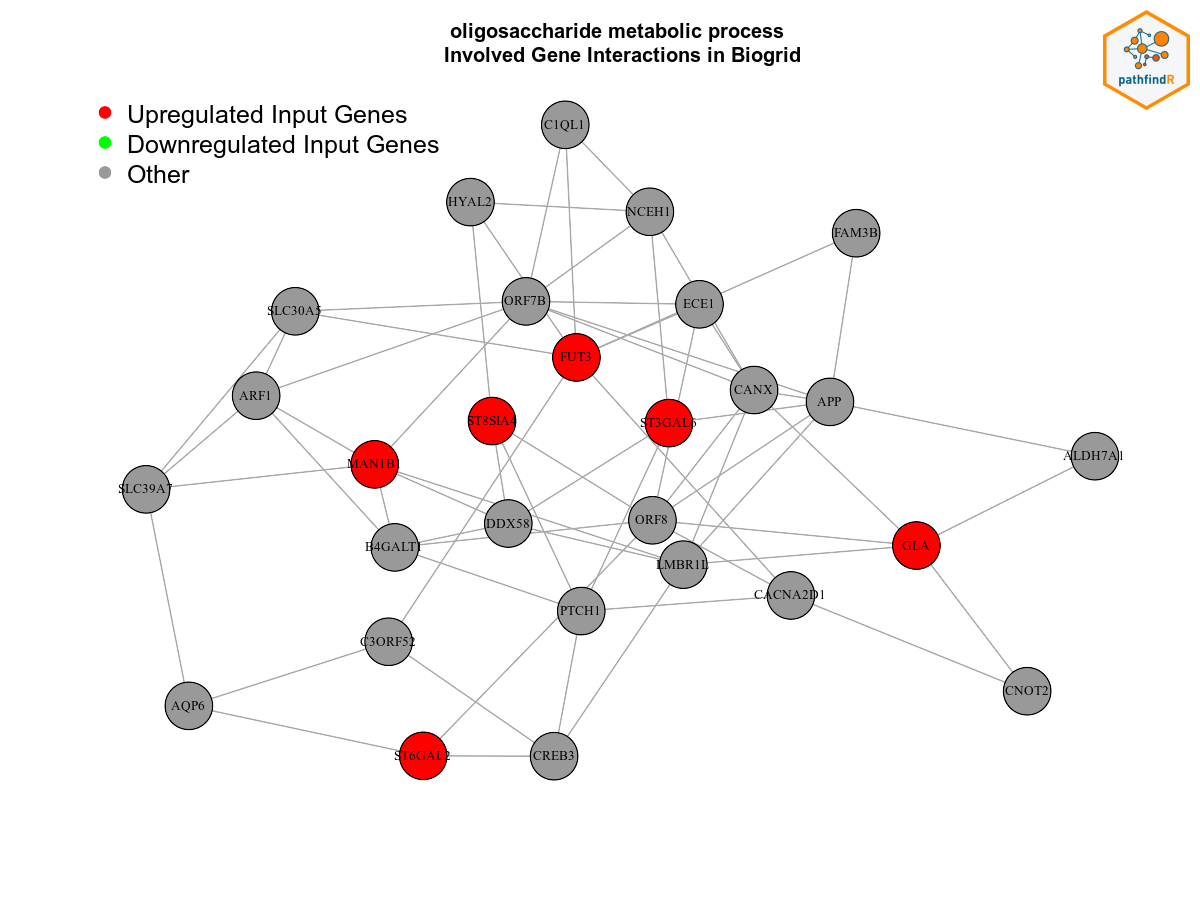 oligosaccharide metabolic process
Involved Gene Interactions in Biogrid
pathfindR
Upregulated Input Genes
Downregulated Input Genes
Other
C1QL1
HYAL2
NCEH1
FAM3B
SLC30A5
ORF7B
ECE1
FUT3
ARF1
CANX
APP
ST8SIA4
ST3GAL6
MAN1B1
ALDH7A1
SLC39A7
DDX58
ORF8
B4GALT1
GLA
LMBR1L
CACNA2D1
PTCH1
C3ORF52
CNOT2
AQP6
ST6GAL2
CREB3